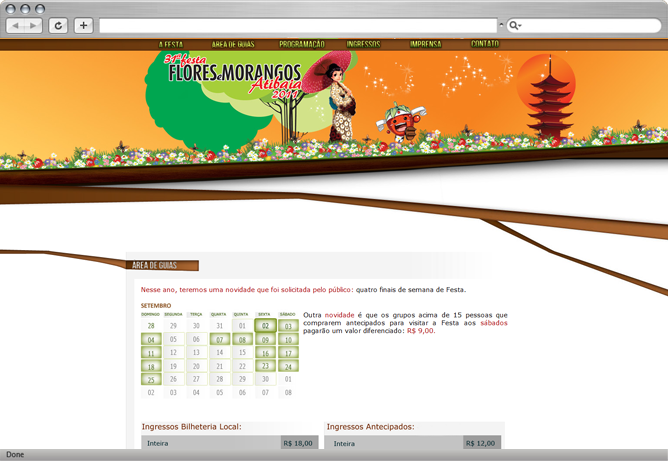 A FESTA AREA DE GUIAS PROGRAMAÇÃO INGRESSOS IMPRENSA CONTATO
31ª festa
FLORES e MORANGOS
Atibaia
2011
AREA DE GUIAS
Nesse ano, teremos uma novidade que foi solicitada pelo público: quatro finais de semana de Festa.
SETEMBRO
DOMINGO SEGUNDA TERÇA QUARTA QUINTA SEXTA SÁBADO
28 29 30 31 01 02 03
04 05 06 07 08 09 10
11 12 13 14 15 16 17
18 19 20 21 22 23 24
25 26 27 28 29 30 01
02 03 04 05 06 07 08
Outra novidade é que os grupos acima de 15 pessoas que
comprarem antecipados para visitar a Festa aos sábados
pagarão um valor diferenciado: R$ 9,00.
Ingressos Bilheteria Local:
Inteira R$ 18,00
Ingressos Antecipados:
Inteira R$ 12,00
Done